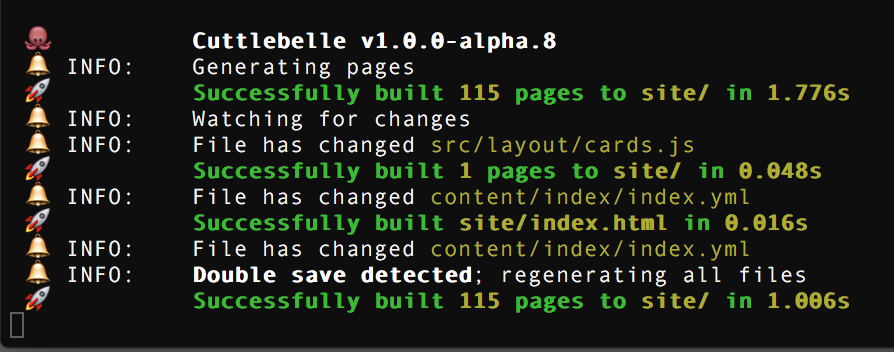 Cuttlebelle v1.0.0-alpha.8
INFO: Generating pages
Successfully built 115 pages to site/ in 1.776s
INFO: Watching for changes
INFO: File has changed src/layout/cards.js
Successfully built 1 pages to site/ in 0.048s
INFO: File has changed content/index/index.yml
Successfully built site/index.html in 0.016s
INFO: File has changed content/index/index.yml
INFO: Double save detected; regenerating all files
Successfully built 115 pages to site/ in 1.006s